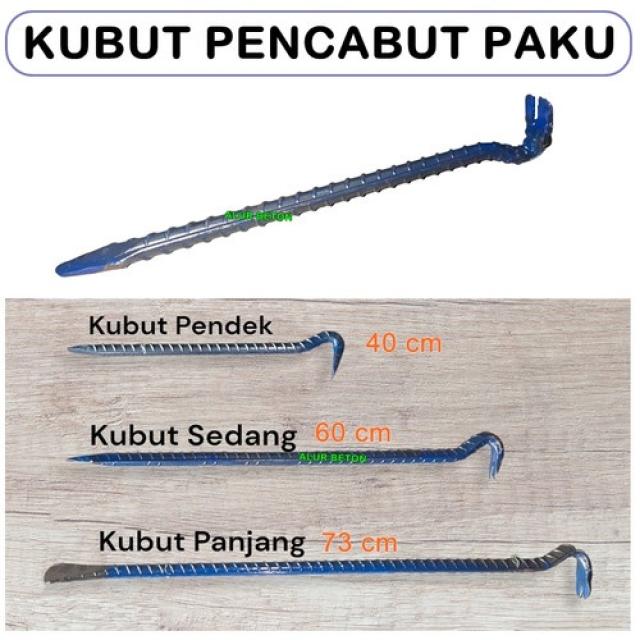 KUBUT PENCABUT PAKU
ALUR BETON
Kubut Pendek
40 cm
Kubut Sedang 60 cm
ALUR BETON
Kubut Panjang 73 cm